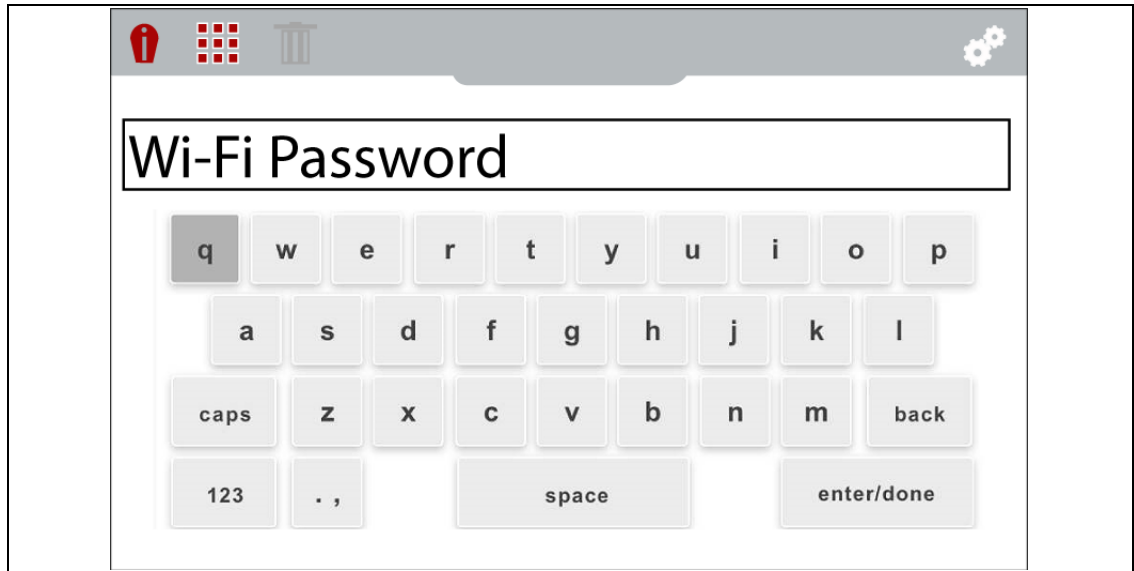 i
Wi-Fi Password
q w e r t y u i o p
a s d f g h j k l
caps z x c v b n m back
123 . , space enter/done